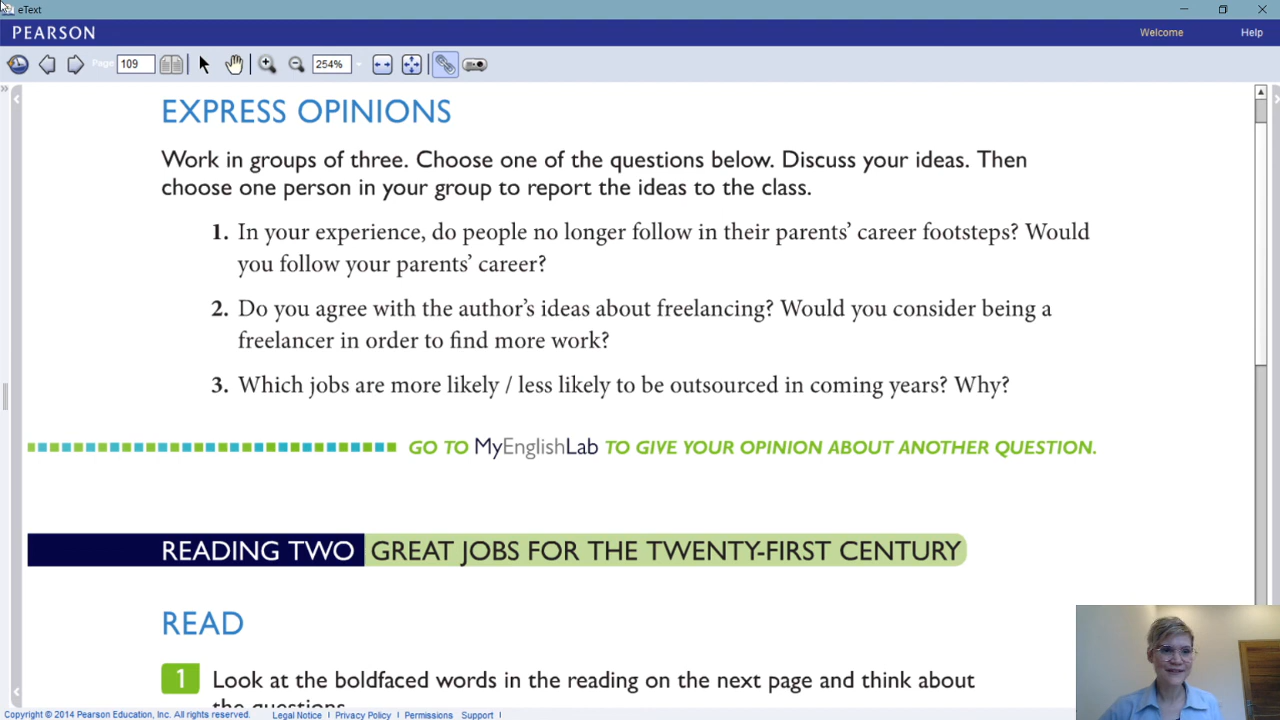 eText
PEARSON
Welcome
Help
Page
109
254%
EXPRESS OPINIONS
Work in groups of three. Choose one of the questions below. Discuss your ideas. Then
choose one person in your group to report the ideas to the class.
1. In your experience, do people no longer follow in their parents' career footsteps? Would
you follow your parents' career?
2. Do you agree with the author's ideas about freelancing? Would you consider being a
freelancer in order to find more work?
3. Which jobs are more likely / less likely to be outsourced in coming years? Why?
GO TO MyEnglishLab TO GIVE YOUR OPINION ABOUT ANOTHER QUESTION.
READING TWO GREAT JOBS FOR THE TWENTY-FIRST CENTURY
READ
1 Look at the boldfaced words in the reading on the next page and think about
the questions.
Copyright © 2014 Pearson Education, Inc. All rights reserved. Legal Notice | Privacy Policy | Permissions Support |